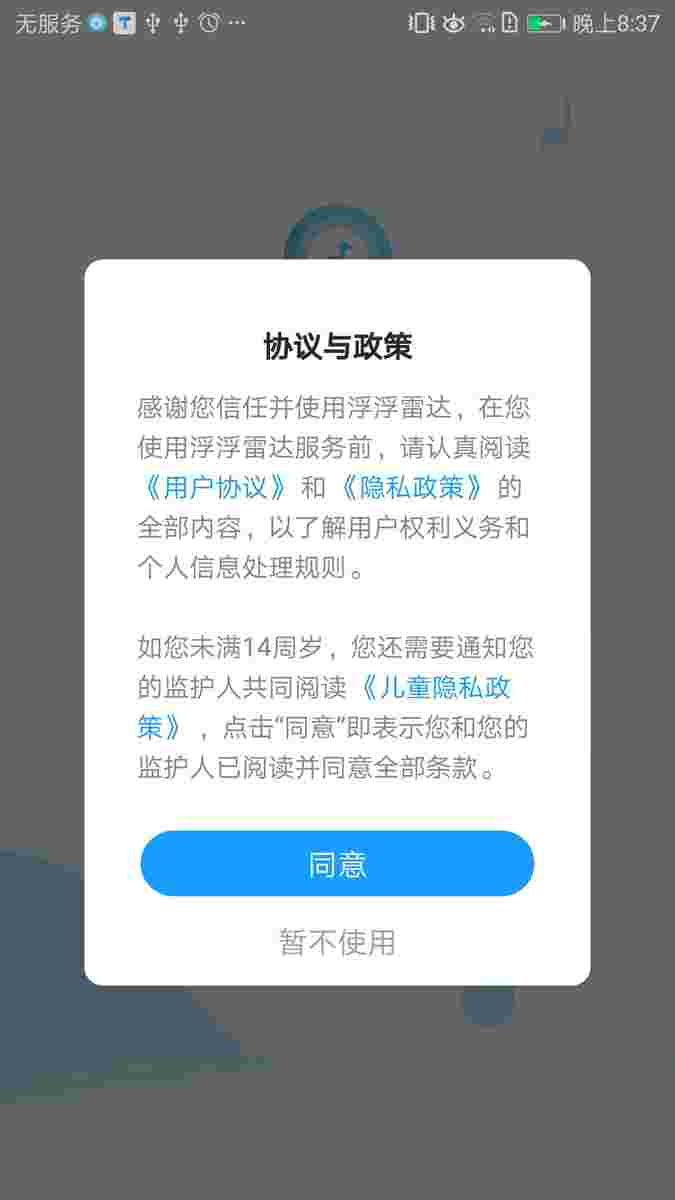 无服务
晚上8:37
协议与政策
感谢您信任并使用浮浮雷达，在您
使用浮浮雷达服务前，请认真阅读
《用户协议》和《隐私政策》的
全部内容，以了解用户权利义务和
个人信息处理规则。
如您未满14周岁，您还需要通知您
的监护人共同阅读《儿童隐私政
策》，点击“同意”即表示您和您的
监护人已阅读并同意全部条款。
同意
暂不使用